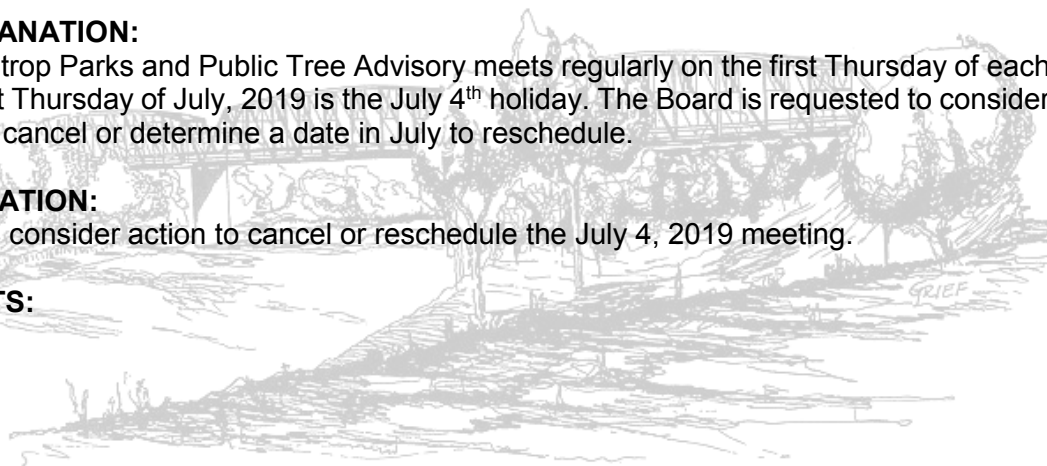 ANATION:
trop Parks and Public Tree Advisory meets regularly on the first Thursday of each
t Thursday of July, 2019 is the July 4th holiday. The Board is requested to consider
cancel or determine a date in July to reschedule.
ATION:
consider action to cancel or reschedule the July 4, 2019 meeting.
GRIEF
TS: